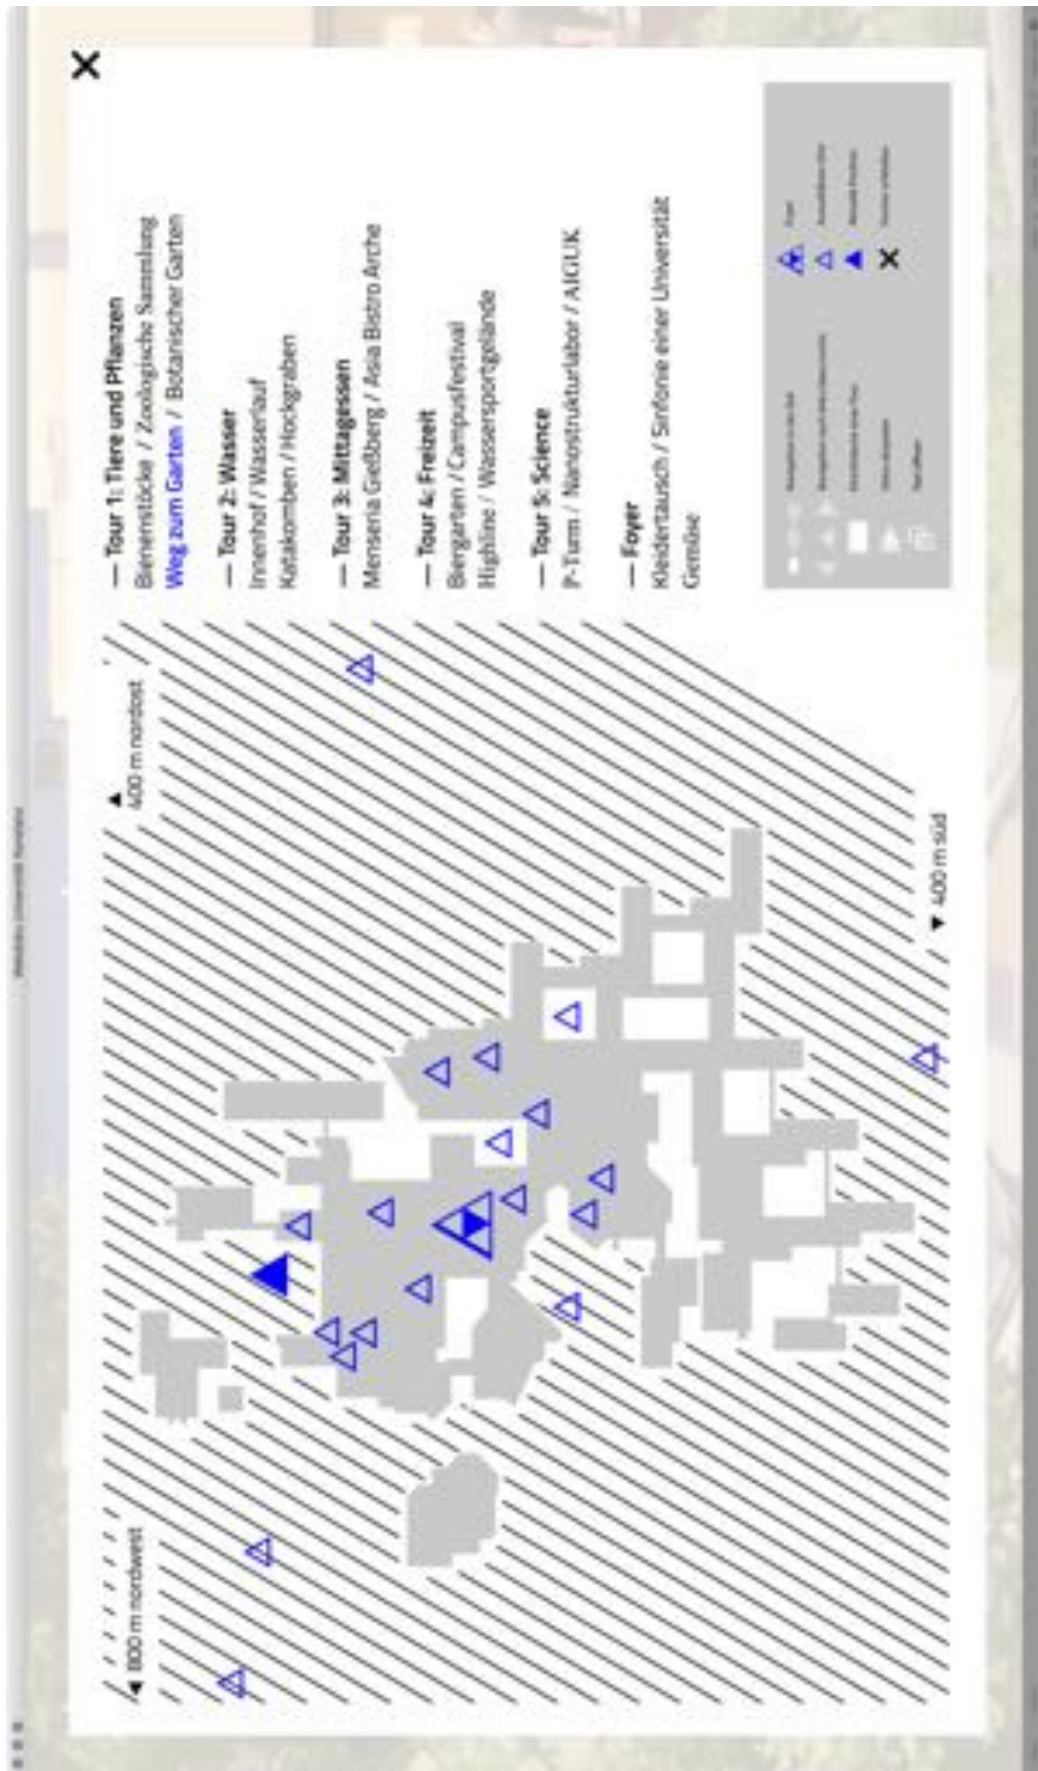 400 m nordost
800 m nordwest
400 m süd
— Tour 1: Tiere und Pflanzen
Bienenstöcke / Zoologische Sammlung
Weg zum Garten / Botanischer Garten
— Tour 2: Wasser
Innenhof / Wasserlauf
Katakomben / Hockgraben
— Tour 3: Mittagessen
Menseria Gießberg / Asia Bistro Arche
— Tour 4: Freizeit
Biergarten / Campusfestival
Highline / Wassersportgelände
— Tour 5: Science
P-Turm / Nanostrukturlabor / AIGUK
— Foyer
Kleidertausch / Sinfonie einer Universität
Gemüse
Foyer